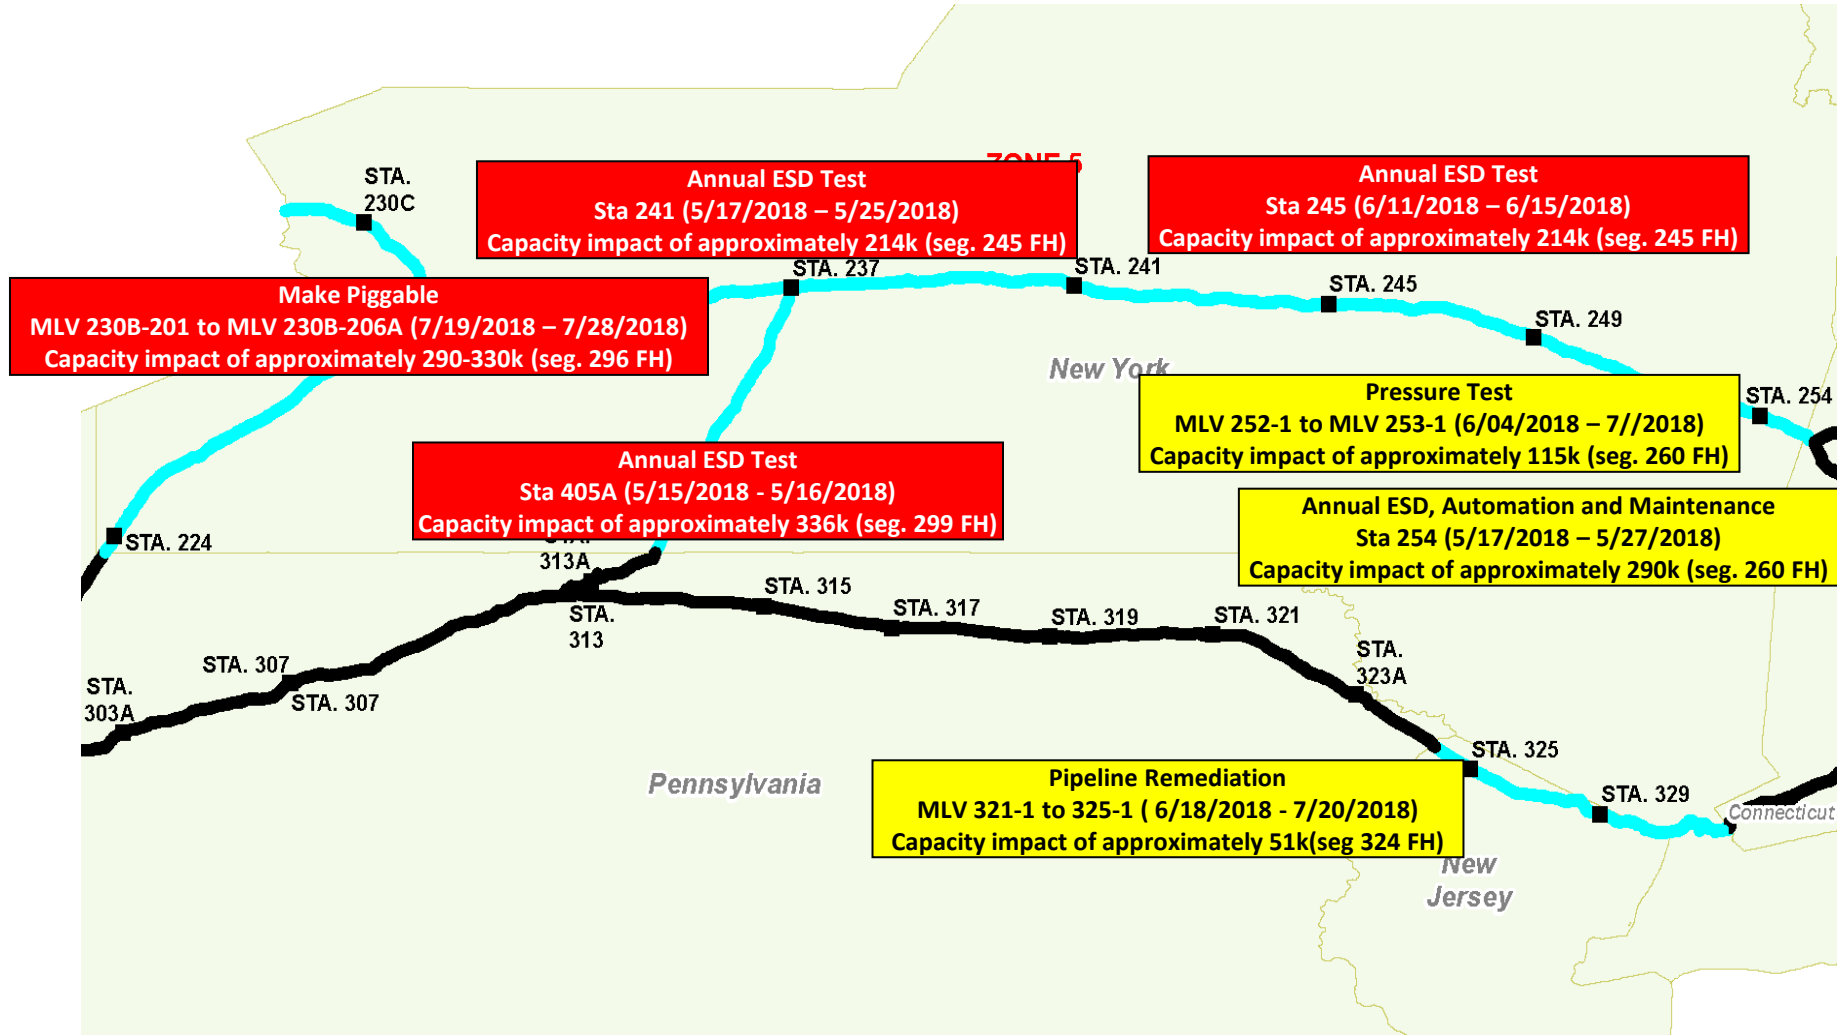 ZONE 5
STA.
230C
Annual ESD Test
Sta 241 (5/17/2018 – 5/25/2018)
Capacity impact of approximately 214k (seg. 245 FH)
Annual ESD Test
Sta 245 (6/11/2018 – 6/15/2018)
Capacity impact of approximately 214k (seg. 245 FH)
STA. 237
STA. 241
STA. 245
STA. 249
Make Piggable
MLV 230B-201 to MLV 230B-206A (7/19/2018 – 7/28/2018)
Capacity impact of approximately 290-330k (seg. 296 FH)
New York
Pressure Test
MLV 252-1 to MLV 253-1 (6/04/2018 – 7//2018)
Capacity impact of approximately 115k (seg. 260 FH)
STA. 254
Annual ESD Test
Sta 405A (5/15/2018 - 5/16/2018)
Capacity impact of approximately 336k (seg. 299 FH)
Annual ESD, Automation and Maintenance
Sta 254 (5/17/2018 – 5/27/2018)
Capacity impact of approximately 290k (seg. 260 FH)
STA. 224
STA.
313A
STA.
313
STA. 315
STA. 317
STA. 319
STA. 321
STA.
323A
STA. 307
STA. 307
STA.
303A
STA. 325
STA. 329
Pennsylvania
Pipeline Remediation
MLV 321-1 to 325-1 ( 6/18/2018 - 7/20/2018)
Capacity impact of approximately 51k(seg 324 FH)
Connecticut
New
Jersey